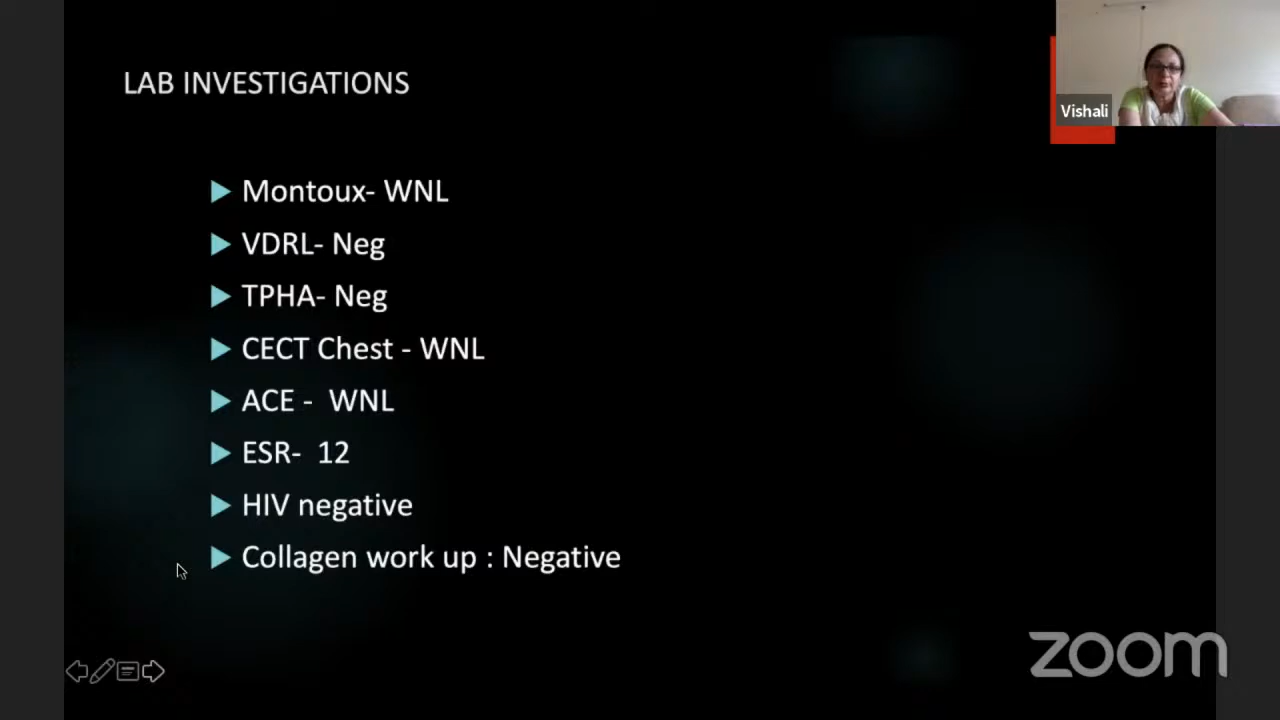 LAB INVESTIGATIONS
Vishali
Montoux- WNL
VDRL- Neg
TPHA- Neg
CECT Chest - WNL
ACE - WNL
ESR- 12
HIV negative
Collagen work up : Negative
zoom